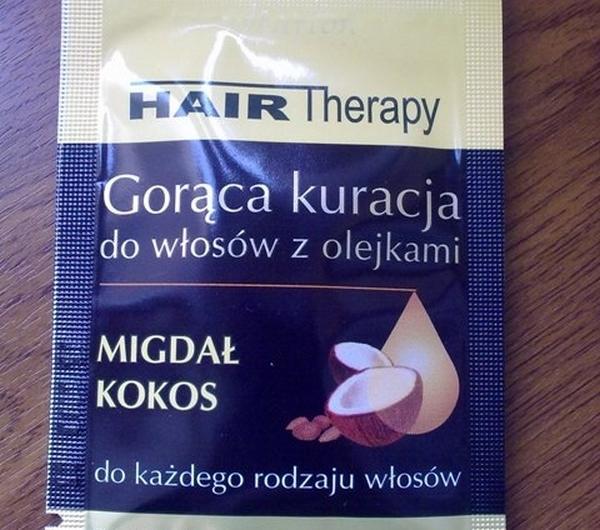 HAIR Therapy
Gorąca kuracja
do włosów z olejkami
MIGDAŁ
KOKOS
do każdego rodzaju włosów